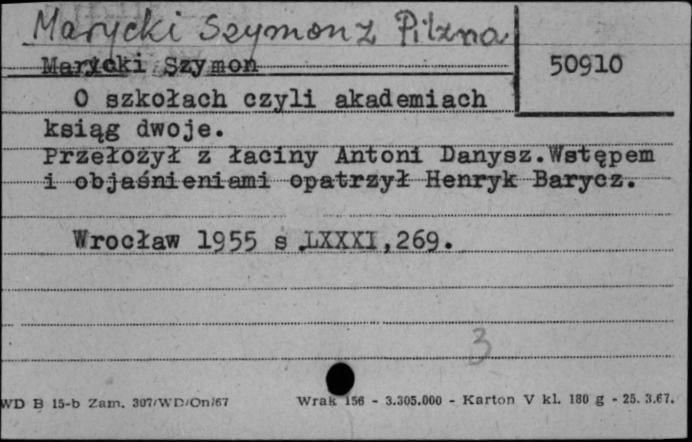 Marycki Szymon z Pilzna
Marycki Szymon
50910
O szkołach czyli akademiach
ksiąg dwoje.
Przełożył z łaciny Antoni Danysz.Wstępem
i objaśnieniami opatrzył Henryk Barycz.
Wrocław 1955 s.LXXXI,269.
3
WD B 15-b Zam. 307/WD/On/67
Wrak 156 - 3.305.000 - Karton V kl. 180 g - 25. 3.67.